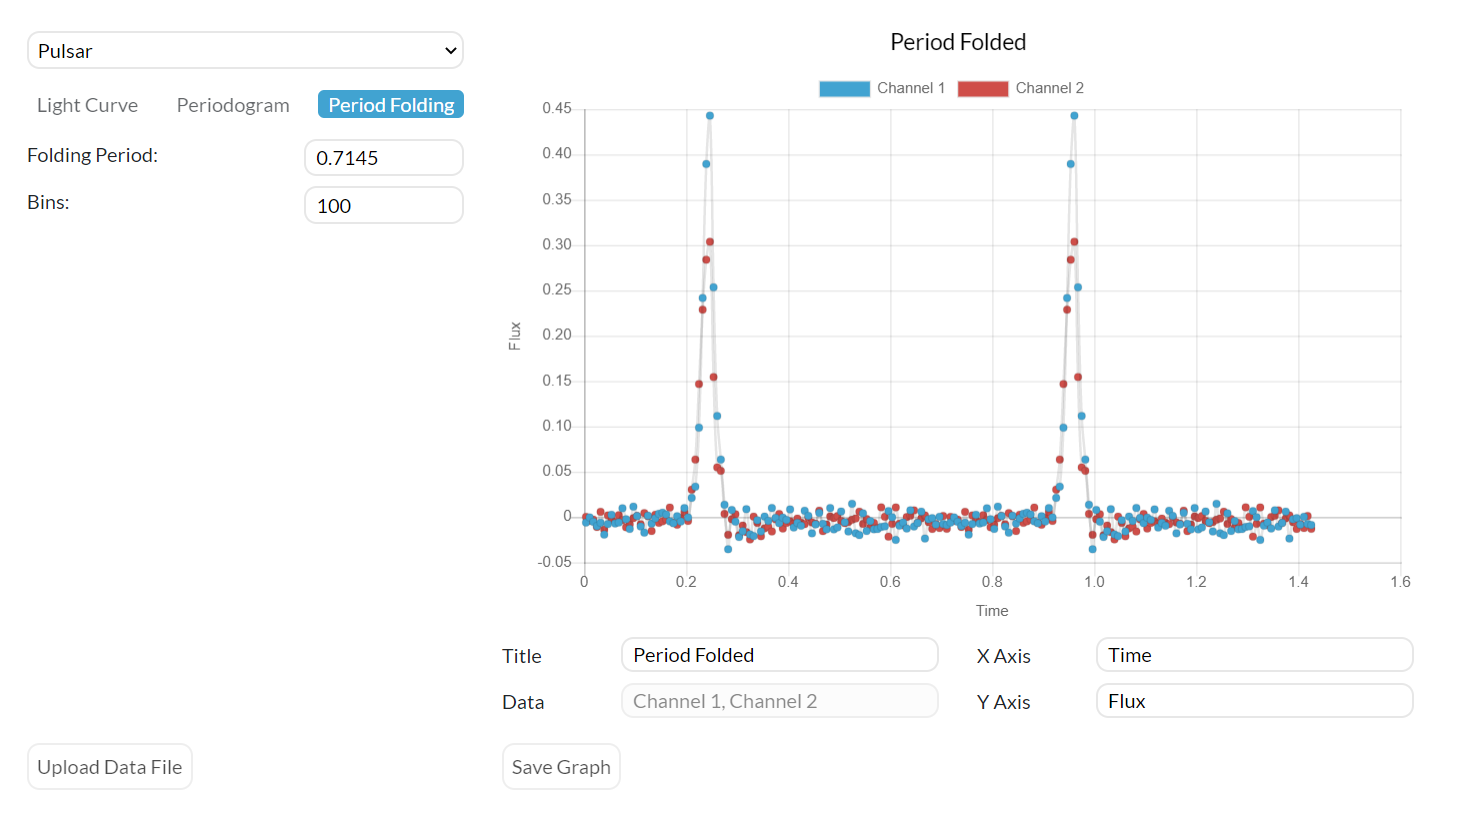 Pulsar
Light Curve Periodogram Period Folding
Folding Period: 0.7145
Bins: 100
Period Folded
Channel 1 Channel 2
0.45
0.40
0.35
0.30
0.25
0.20
0.15
0.10
0.05
0
-0.05
Flux
0 0.2 0.4 0.6 0.8 1.0 1.2 1.4 1.6
Time
Title Period Folded X Axis Time
Data Channel 1, Channel 2 Y Axis Flux
Upload Data File Save Graph